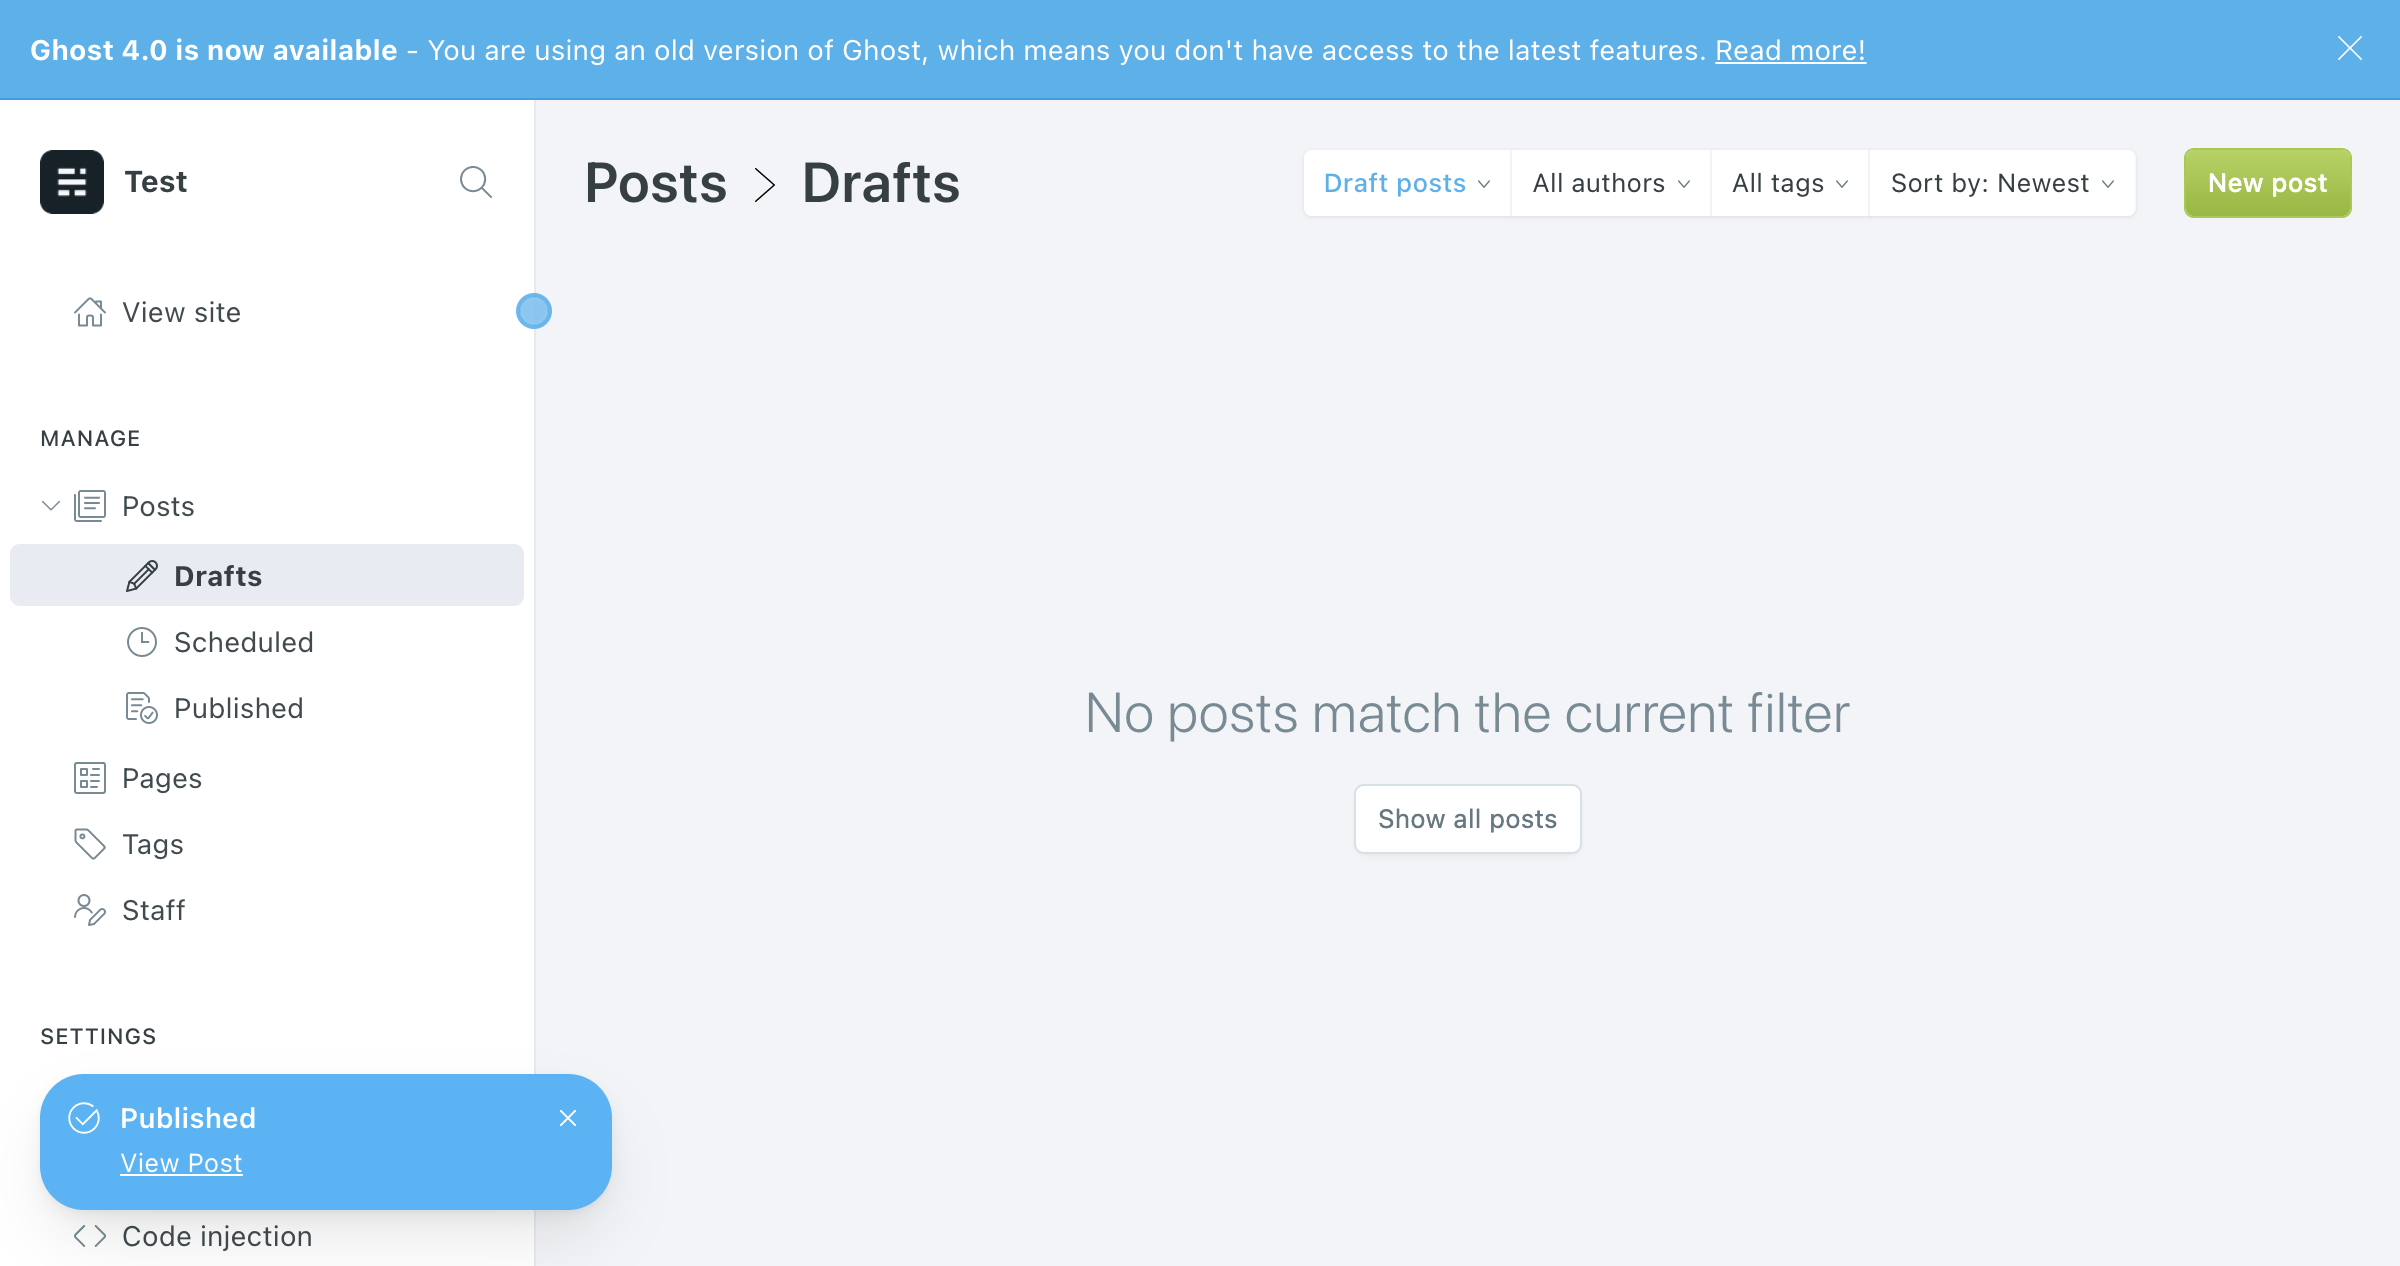 Ghost 4.0 is now available - You are using an old version of Ghost, which means you don't have access to the latest features. Read more!
Test
Posts > Drafts
Draft posts
All authors
All tags
Sort by: Newest
New post
View site
MANAGE
Posts
Drafts
Scheduled
Published
Pages
Tags
Staff
No posts match the current filter
Show all posts
SETTINGS
Published
View Post
Code injection